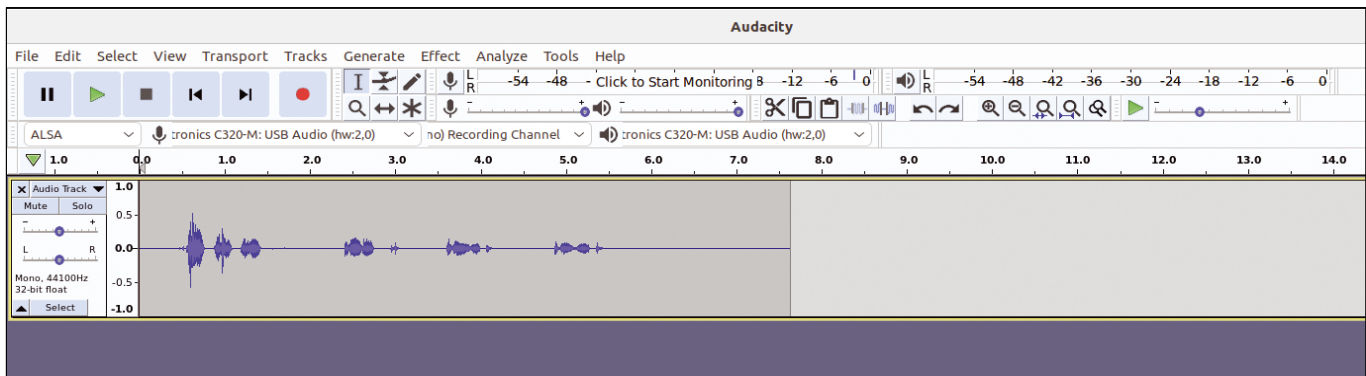 Audacity
File Edit Select View Transport Tracks Generate Effect Analyze Tools Help
L R -54 -48 - Click to Start Monitoring 8 -12 -6 0 L R -54 -48 -42 -36 -30 -24 -18 -12 -6 0
- + - + - +
ALSA tronics C320-M: USB Audio (hw:2,0) no) Recording Channel tronics C320-M: USB Audio (hw:2,0)
1.0 0.0 1.0 2.0 3.0 4.0 5.0 6.0 7.0 8.0 9.0 10.0 11.0 12.0 13.0 14.0
X Audio Track 1.0
Mute Solo
- + 0.5
L R 0.0
Mono, 44100Hz
32-bit float -0.5
Select -1.0